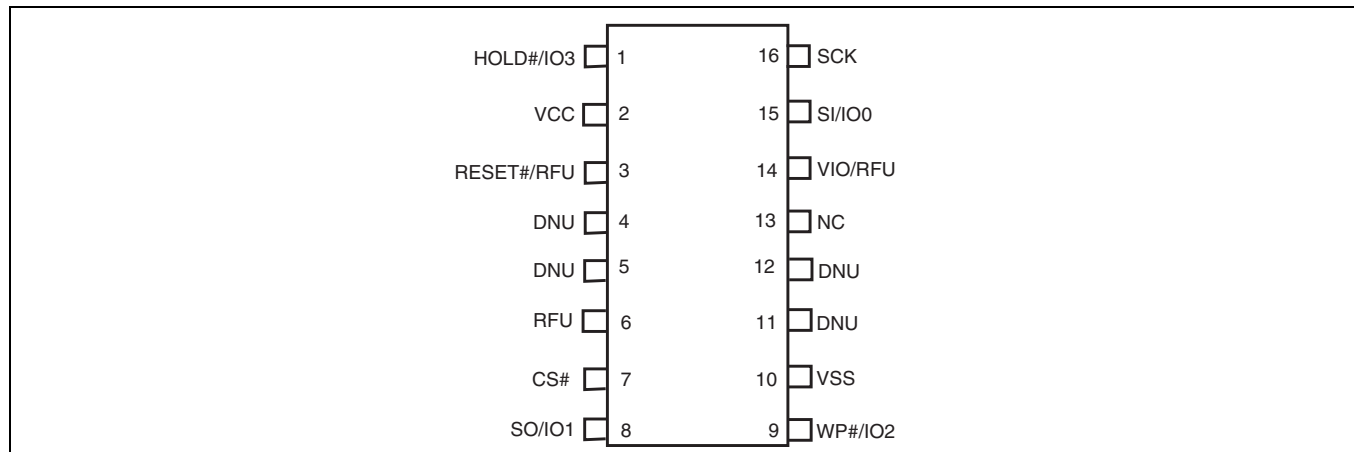 HOLD#/IO3 1 16 SCK
VCC 2 15 SI/IO0
RESET#/RFU 3 14 VIO/RFU
DNU 4 13 NC
DNU 5 12 DNU
RFU 6 11 DNU
CS# 7 10 VSS
SO/IO1 8 9 WP#/IO2